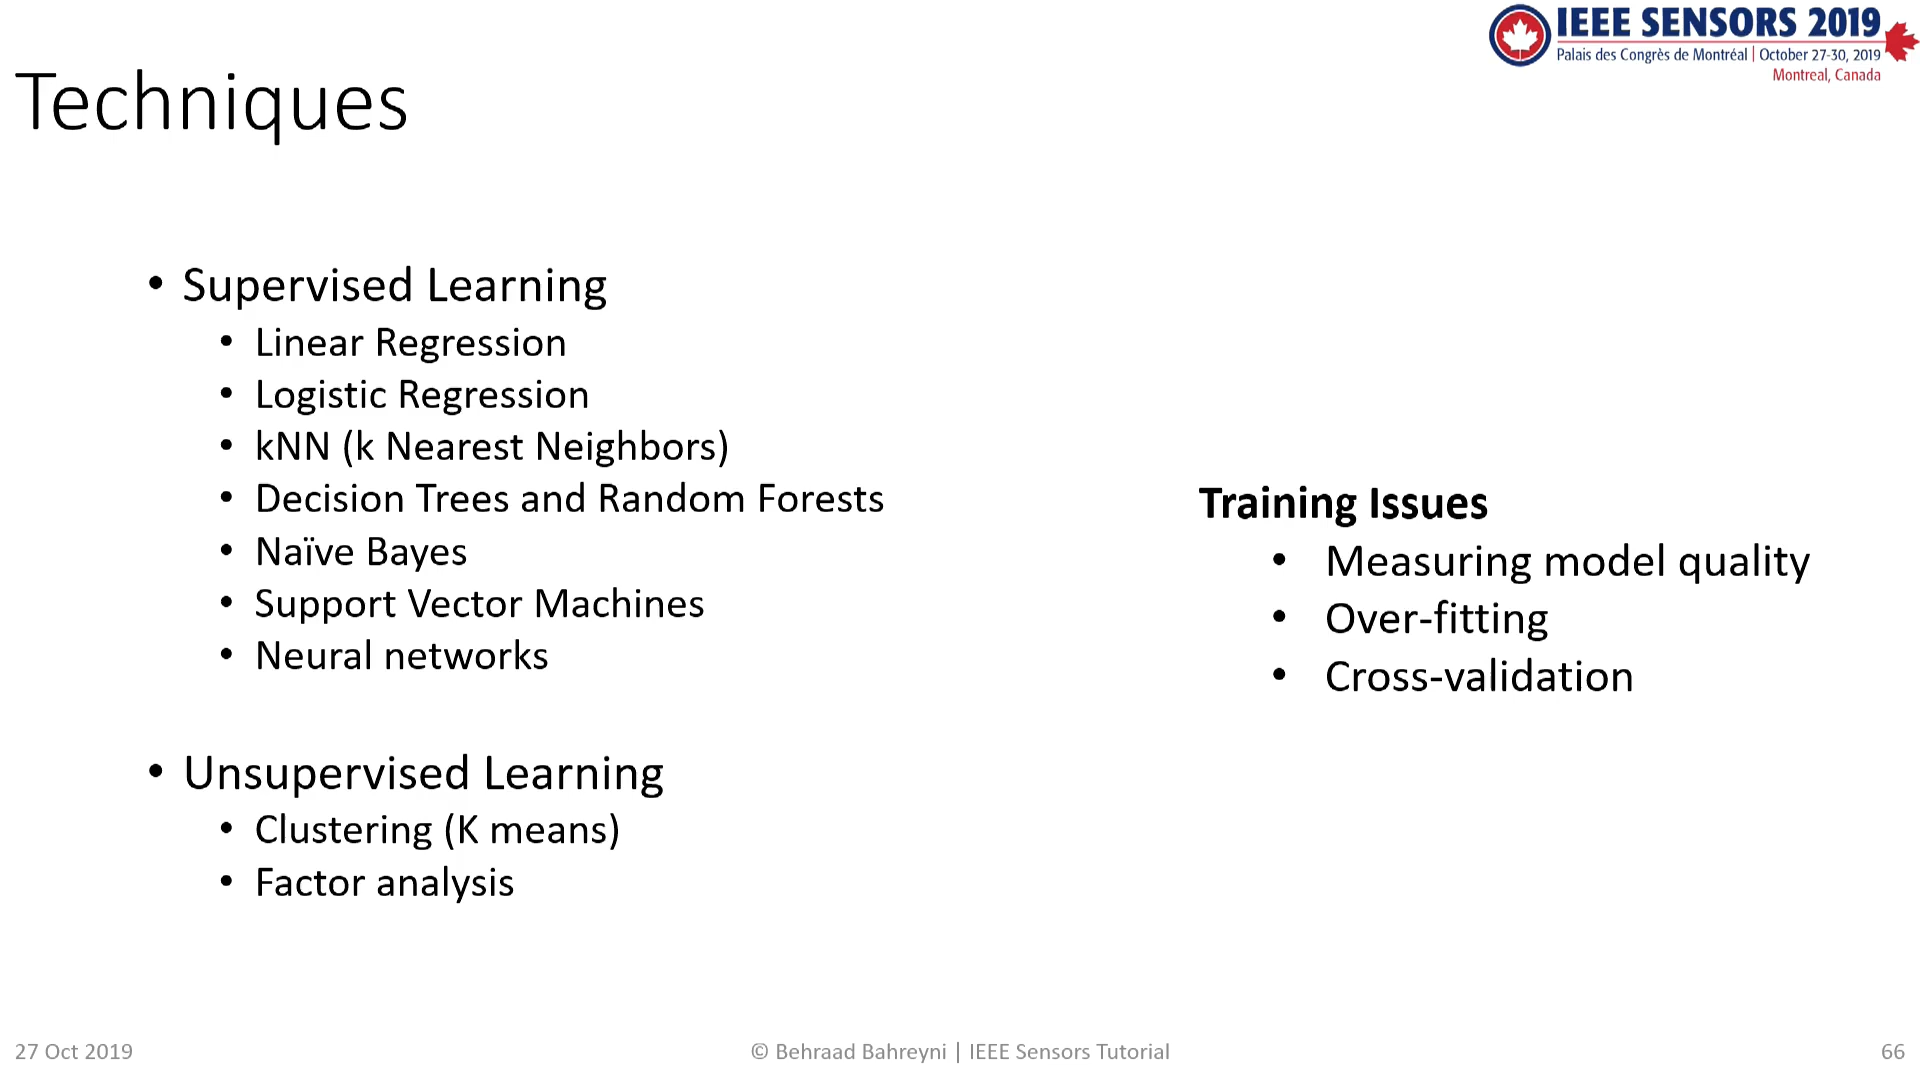 IEEE SENSORS 2019
Palais des Congrès de Montréal | October 27-30, 2019
Montreal, Canada
Techniques
• Supervised Learning
• Linear Regression
• Logistic Regression
• kNN (k Nearest Neighbors)
• Decision Trees and Random Forests
• Naïve Bayes
• Support Vector Machines
• Neural networks
• Unsupervised Learning
• Clustering (K means)
• Factor analysis
Training Issues
• Measuring model quality
• Over-fitting
• Cross-validation
27 Oct 2019
© Behraad Bahreyni | IEEE Sensors Tutorial
66